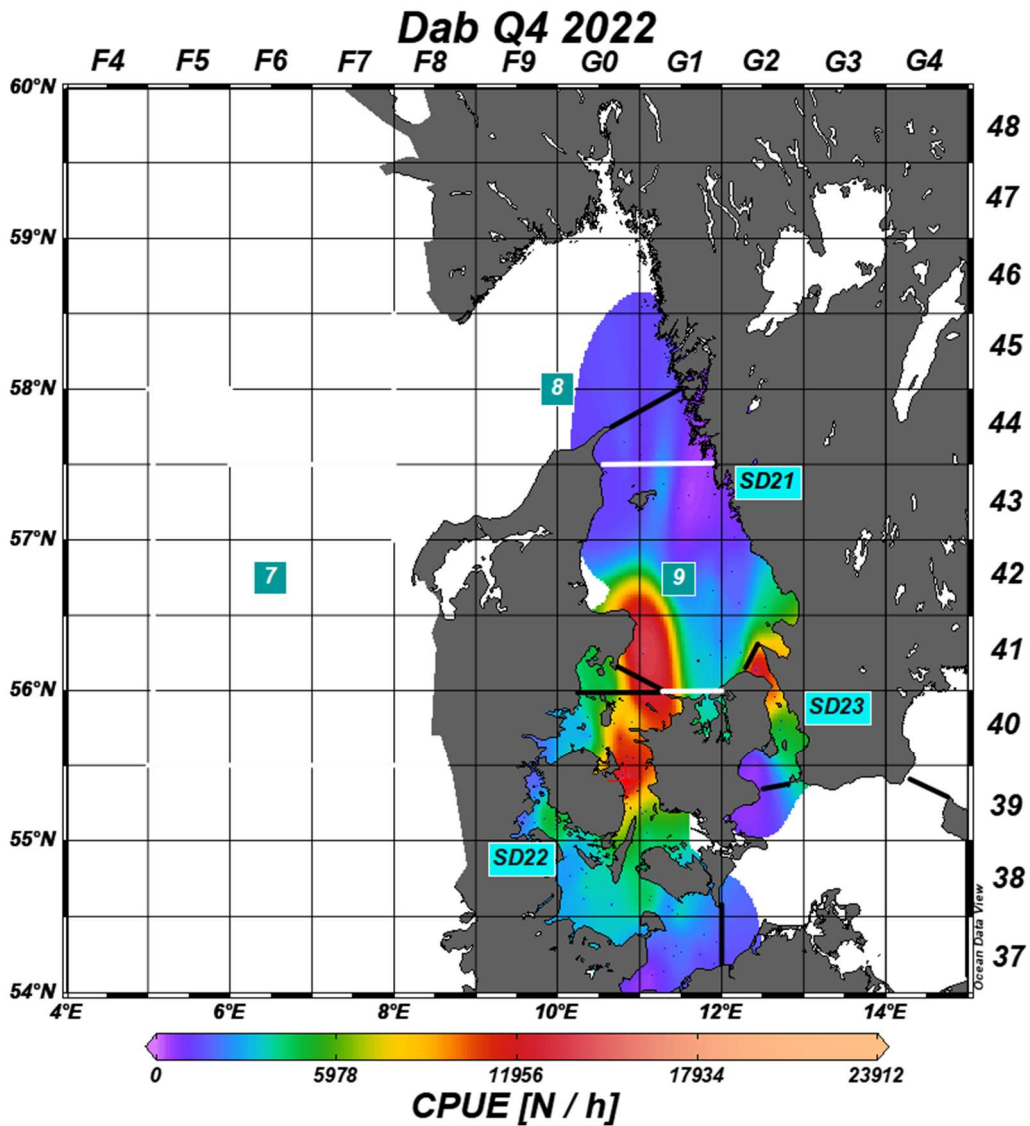 Dab Q4 2022
F4 F5 F6 F7 F8 F9 G0 G1 G2 G3 G4
60°N
48
47
59°N
46
45
58°N
8
44
SD21
43
57°N
7
9
42
41
56°N
SD23
40
39
55°N
SD22
38
37
Ocean Data View
54°N
4°E 6°E 8°E 10°E 12°E 14°E
0 5978 11956 17934 23912
CPUE [N / h]